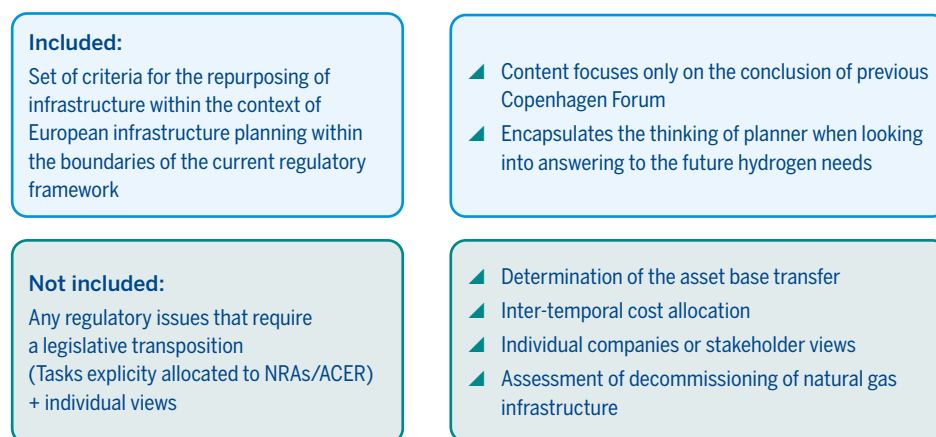 Included:
Set of criteria for the repurposing of
infrastructure within the context of
European infrastructure planning within
the boundaries of the current regulatory
framework
Content focuses only on the conclusion of previous
Copenhagen Forum
Encapsulates the thinking of planner when looking
into answering to the future hydrogen needs
Not included:
Any regulatory issues that require
a legislative transposition
(Tasks explicity allocated to NRAs/ACER)
+ individual views
Determination of the asset base transfer
Inter-temporal cost allocation
Individual companies or stakeholder views
Assessment of decommissioning of natural gas
infrastructure